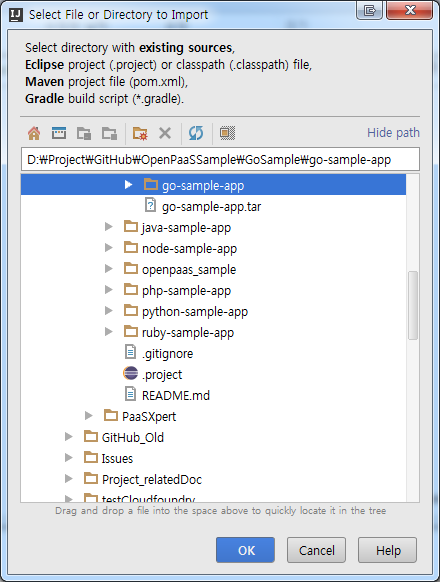 IJ Select File or Directory to Import
Select directory with existing sources,
Eclipse project (.project) or classpath (.classpath) file,
Maven project file (pom.xml),
Gradle build script (*.gradle).
Hide path
D:₩Project₩GitHub₩OpenPaaSSample₩GoSample₩go-sample-app
go-sample-app
go-sample-app.tar
java-sample-app
node-sample-app
openpaas_sample
php-sample-app
python-sample-app
ruby-sample-app
.gitignore
.project
README.md
PaaSXpert
GitHub_Old
Issues
Project_relatedDoc
testCloudfoundry
Drag and drop a file into the space above to quickly locate it in the tree
OK Cancel Help